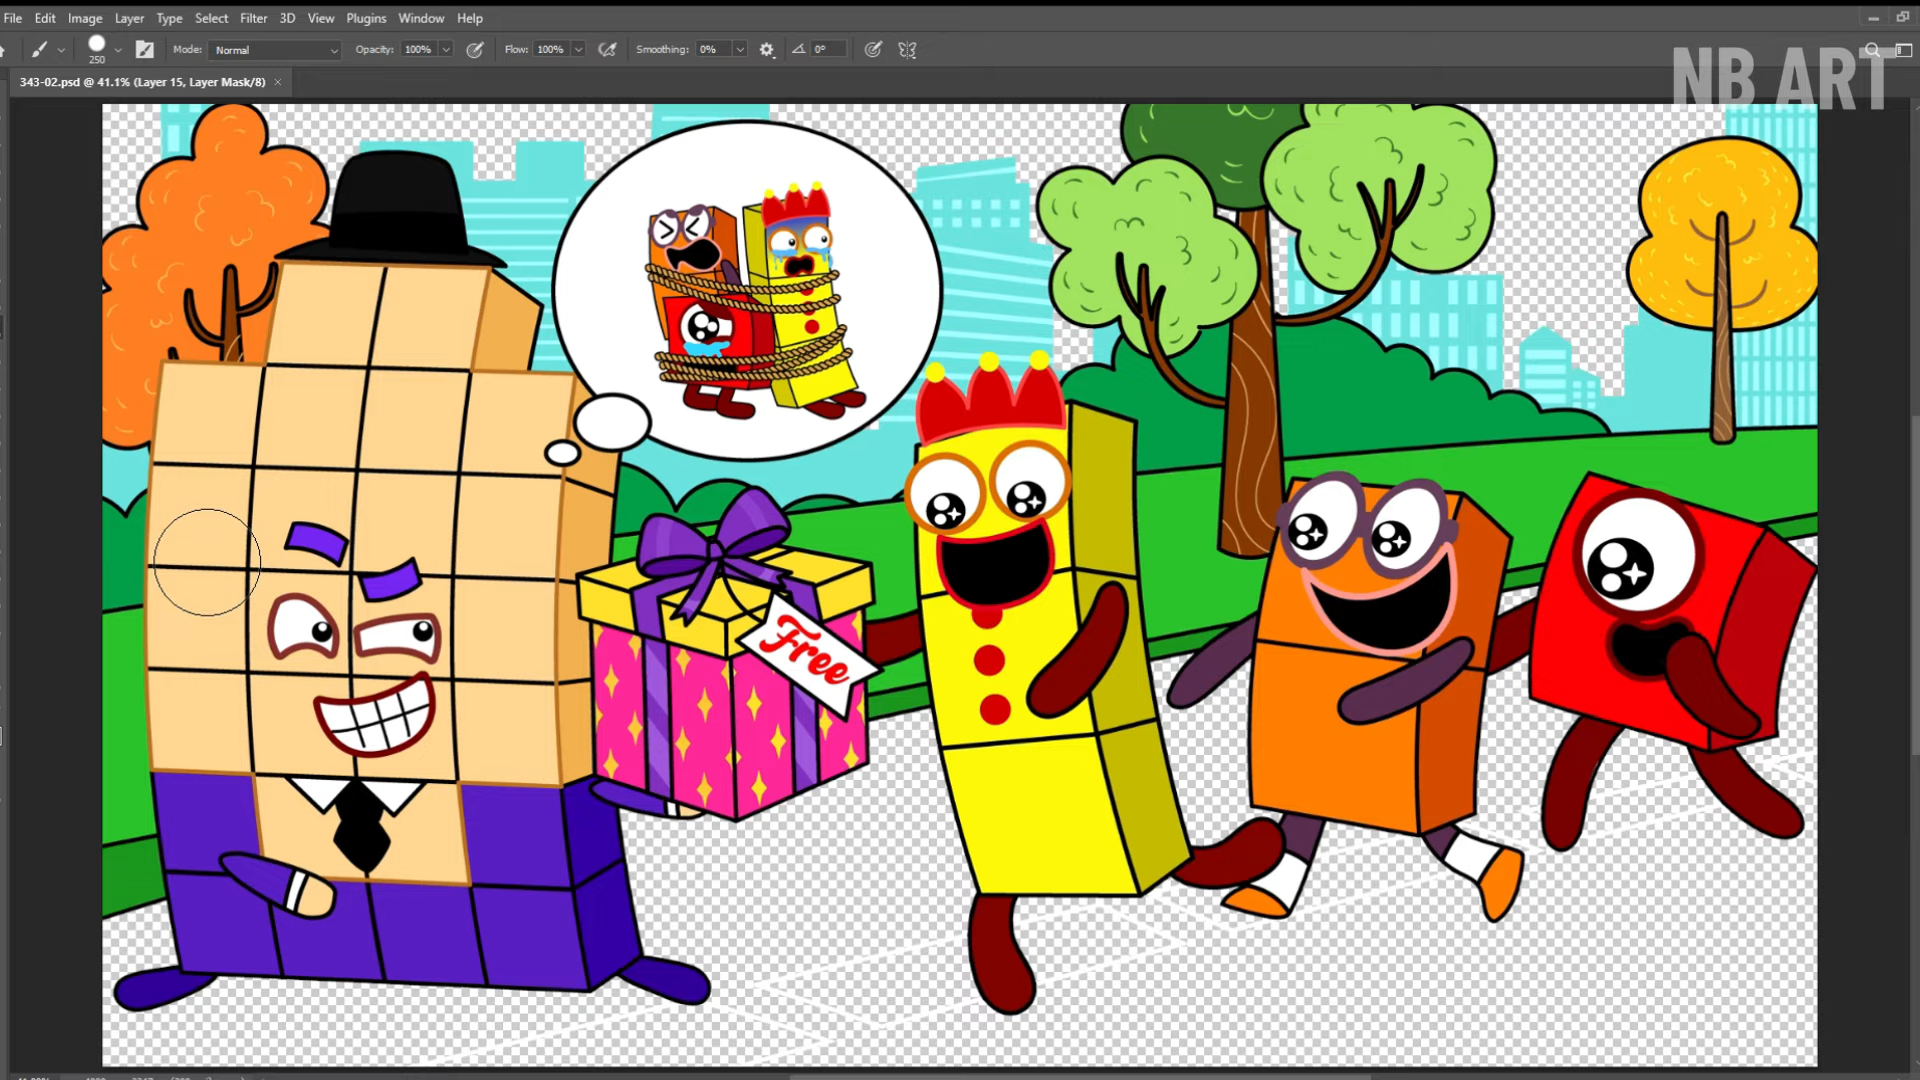 File Edit Image Layer Type Select Filter 3D View Plugins Window Help
250 Mode: Normal Opacity: 100% Flow: 100% Smoothing: 0% 0°
343-02.psd @ 41.1% (Layer 15, Layer Mask/8) ×
NB ART
Free